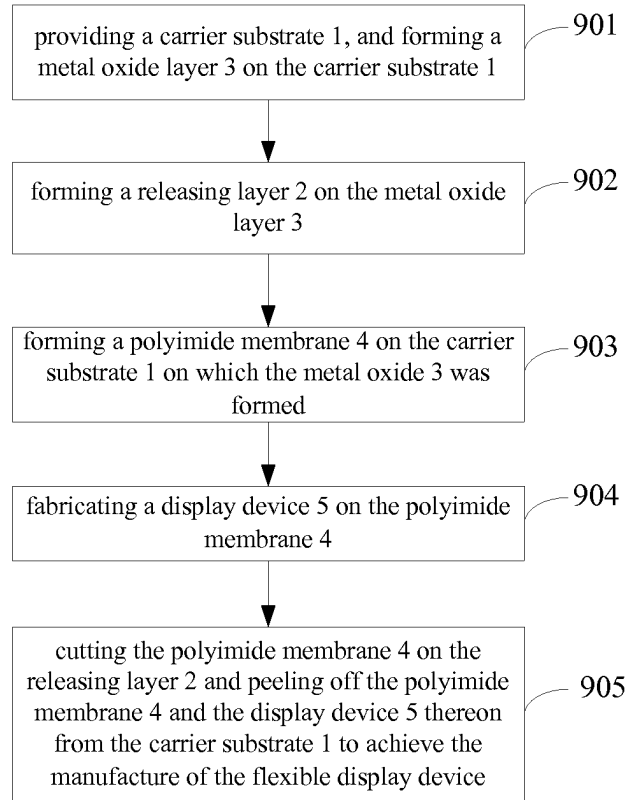 providing a carrier substrate 1, and forming a
metal oxide layer 3 on the carrier substrate 1
901
forming a releasing layer 2 on the metal oxide
layer 3
902
forming a polyimide membrane 4 on the carrier
substrate 1 on which the metal oxide 3 was
formed
903
fabricating a display device 5 on the polyimide
membrane 4
904
cutting the polyimide membrane 4 on the
releasing layer 2 and peeling off the polyimide
membrane 4 and the display device 5 thereon
from the carrier substrate 1 to achieve the
manufacture of the flexible display device
905